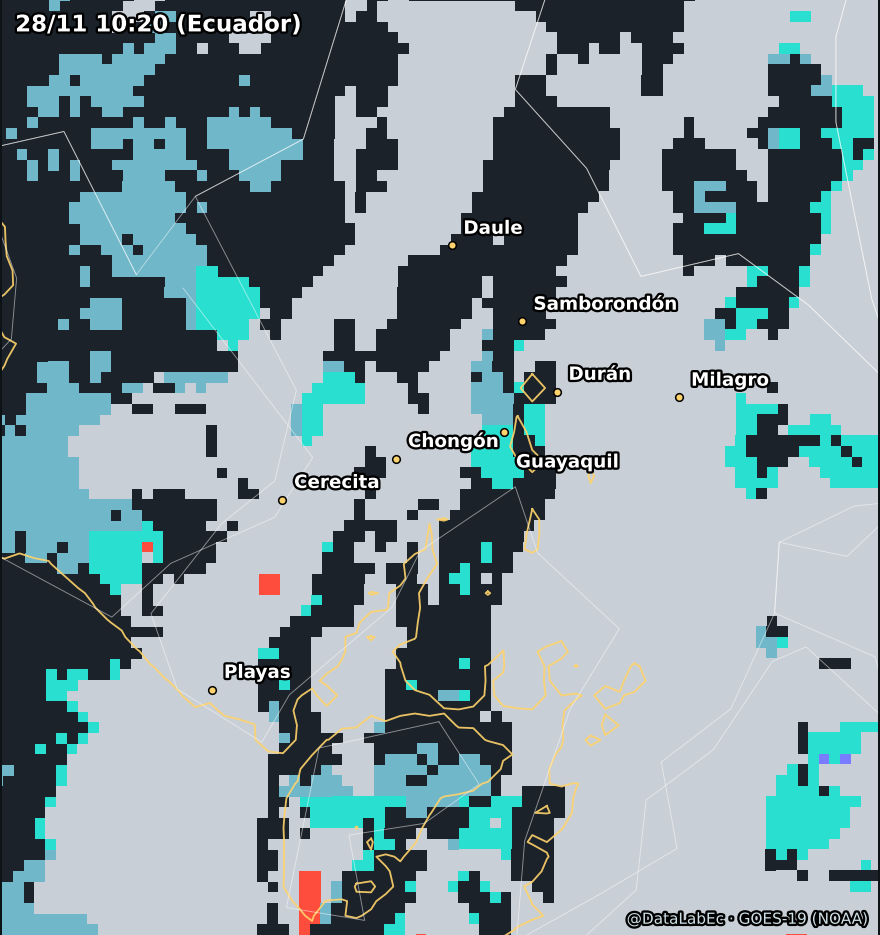 28/11 10:20 (Ecuador)
Daule
Samborondón
Durán
Milagro
Chongón
Guayaquil
Cerecita
Playas
@DataLabEc · GOES-19 (NOAA)